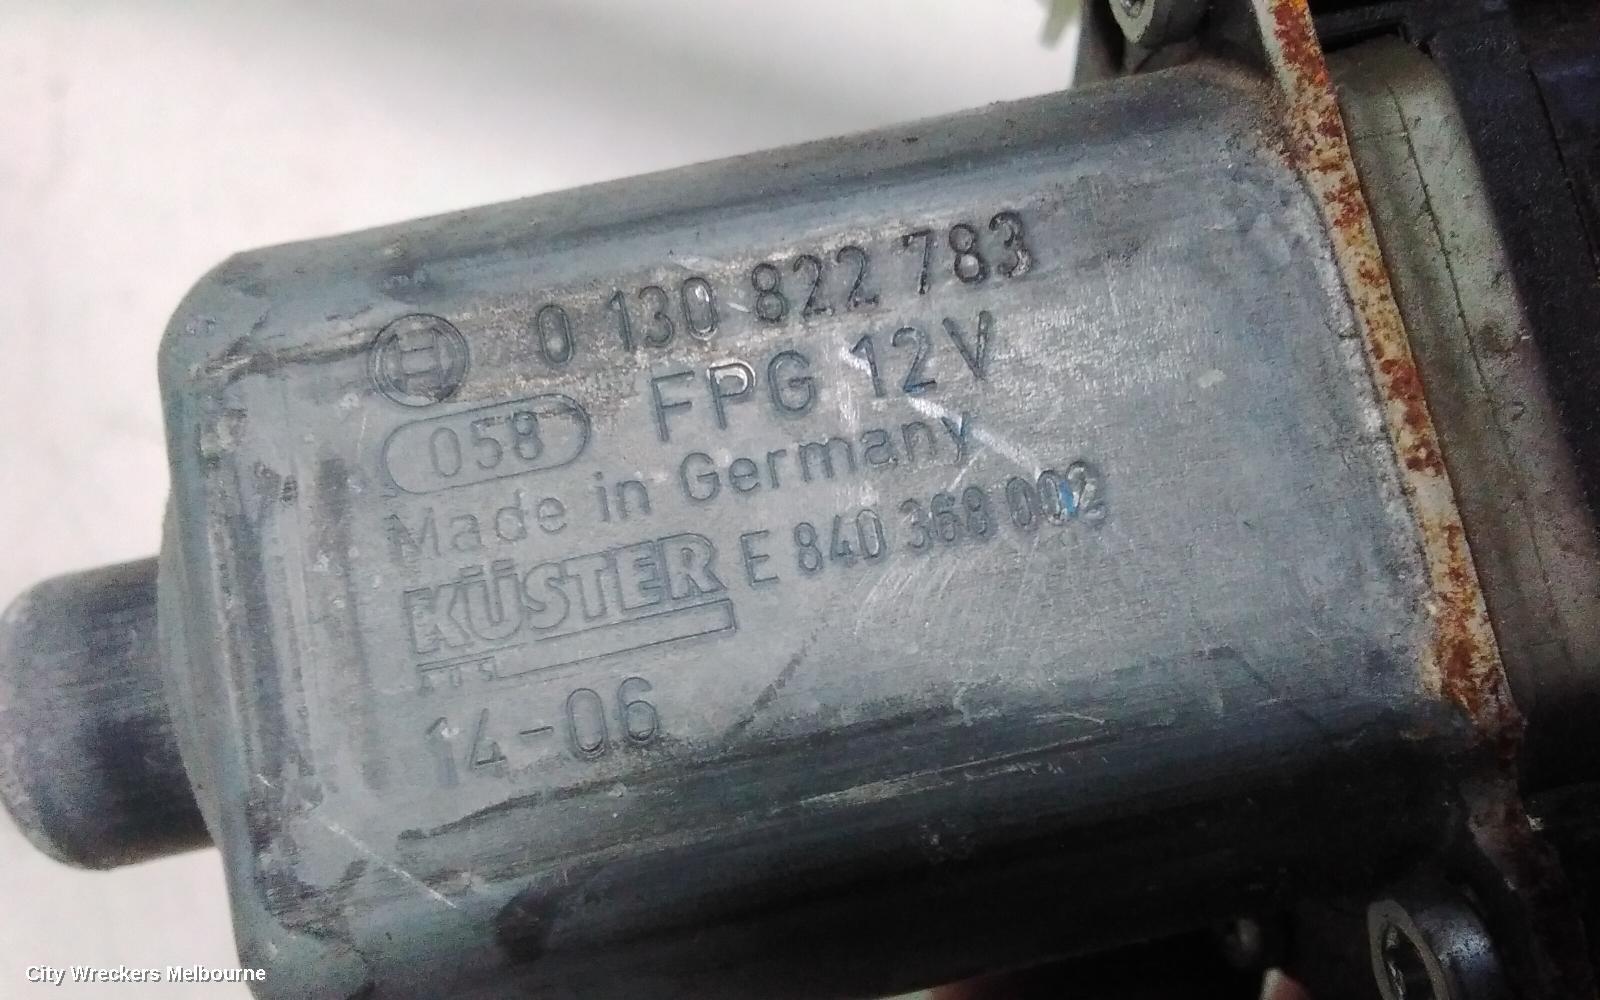 0 130 822 783
058 FPG 12V
Made in Germany
KÜSTER E 840 368 002
14-06
City Wreckers Melbourne